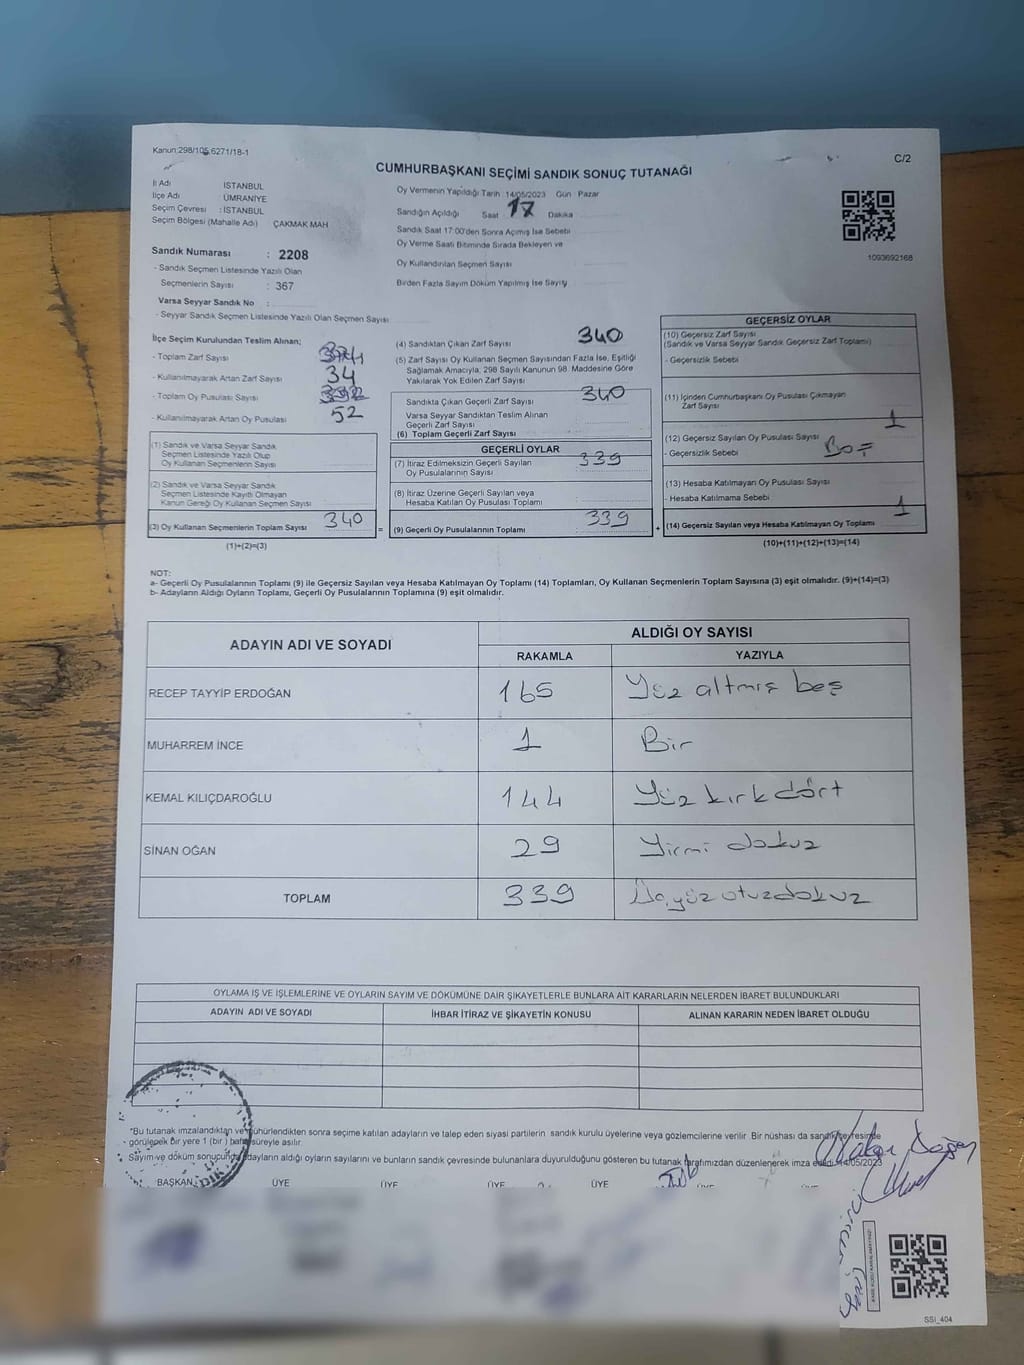 Kanun:298/105,6271/18-1
C/2
CUMHURBAŞKANI SEÇİMİ SANDIK SONUÇ TUTANAĞI
İl Adı : İSTANBUL
İlçe Adı : ÜMRANİYE
Seçim Çevresi : İSTANBUL
Seçim Bölgesi (Mahalle Adı) ÇAKMAK MAH
Oy Vermenin Yapıldığı Tarih :14/05/2023 Gün Pazar
Sandığın Açıldığı Saat : 17 Dakika :
Sandık Saat 17:00'den Sonra Açılmış İse Sebebi
Oy Verme Saati Bitiminde Sırada Bekleyen ve
Oy Kullandırılan Seçmen Sayısı
Birden Fazla Sayım Döküm Yapılmış İse Sayısı
1093692168
Sandık Numarası : 2208
- Sandık Seçmen Listesinde Yazılı Olan
Seçmenlerin Sayısı : 367
Varsa Seyyar Sandık No :
- Seyyar Sandık Seçmen Listesinde Yazılı Olan Seçmen Sayısı
İlçe Seçim Kurulundan Teslim Alınan;
- Toplam Zarf Sayısı
- Kullanılmayarak Artan Zarf Sayısı 34
- Toplam Oy Pusulası Sayısı
- Kullanılmayarak Artan Oy Pusulası 52
(1) Sandık ve Varsa Seyyar Sandık
Seçmen Listesinde Yazılı Olup
Oy Kullanan Seçmenlerin Sayısı
(2) Sandık ve Varsa Seyyar Sandık
Seçmen Listesinde Kayıtlı Olmayan
Kanun Gereği Oy Kullanan Seçmen Sayısı
(3) Oy Kullanan Seçmenlerin Toplam Sayısı 340 =
(1)+(2)=(3)
(4) Sandıktan Çıkan Zarf Sayısı 340
(5) Zarf Sayısı Oy Kullanan Seçmen Sayısından Fazla İse, Eşitliği
Sağlamak Amacıyla, 298 Sayılı Kanunun 98. Maddesine Göre
Yakılarak Yok Edilen Zarf Sayısı
Sandıkta Çıkan Geçerli Zarf Sayısı 340
Varsa Seyyar Sandıktan Teslim Alınan
Geçerli Zarf Sayısı
(6) Toplam Geçerli Zarf Sayısı
GEÇERLİ OYLAR
(7) İtiraz Edilmeksizin Geçerli Sayılan
Oy Pusulalarının Sayısı 339
(8) İtiraz Üzerine Geçerli Sayılan veya
Hesaba Katılan Oy Pusulası Toplamı
(9) Geçerli Oy Pusulalarının Toplamı 339 +
GEÇERSİZ OYLAR
(10) Geçersiz Zarf Sayısı
(Sandık ve Varsa Seyyar Sandık Geçersiz Zarf Toplamı)
- Geçersizlik Sebebi
(11) İçinden Cumhurbaşkanı Oy Pusulası Çıkmayan
Zarf Sayısı
1
(12) Geçersiz Sayılan Oy Pusulası Sayısı
- Geçersizlik Sebebi
(13) Hesaba Katılmayan Oy Pusulası Sayısı
- Hesaba Katılmama Sebebi
(14) Geçersiz Sayılan veya Hesaba Katılmayan Oy Toplamı 1
(10)+(11)+(12)+(13)=(14)
NOT:
a- Geçerli Oy Pusulalarının Toplamı (9) ile Geçersiz Sayılan veya Hesaba Katılmayan Oy Toplamı (14) Toplamları, Oy Kullanan Seçmenlerin Toplam Sayısına (3) eşit olmalıdır. (9)+(14)=(3)
b- Adayların Aldığı Oyların Toplamı, Geçerli Oy Pusulalarının Toplamına (9) eşit olmalıdır.
ADAYIN ADI VE SOYADI ALDIĞI OY SAYISI
RAKAMLA YAZIYLA
RECEP TAYYİP ERDOĞAN 165 Yüz altmış beş
MUHARREM İNCE 1 Bir
KEMAL KILIÇDAROĞLU 144 Yüz kırk dört
SİNAN OĞAN 29 Yirmi dokuz
TOPLAM 339 Üçyüz otuzdokuz
OYLAMA İŞ VE İŞLEMLERİNE VE OYLARIN SAYIM VE DÖKÜMÜNE DAİR ŞİKAYETLERLE BUNLARA AİT KARARLARIN NELERDEN İBARET BULUNDUKLARI
ADAYIN ADI VE SOYADI İHBAR İTİRAZ VE ŞİKAYETİN KONUSU ALINAN KARARIN NEDEN İBARET OLDUĞU
*Bu tutanak imzalandıktan ve mühürlendikten sonra seçime katılan adayların ve talep eden siyasi partilerin sandık kurulu üyelerine veya gözlemcilerine verilir. Bir nüshası da sandık çevresinde
görülecek bir yere 1 (bir) hafta süreyle asılır.
Sayım ve döküm sonucunda adayların aldığı oyların sayılarını ve bunların sandık çevresinde bulunanlara duyurulduğunu gösteren bu tutanak tarafımızdan düzenlenerek imza edildi. 14/05/2023
BAŞKAN ÜYE ÜYE ÜYE ÜYE ÜYE
SSI_404